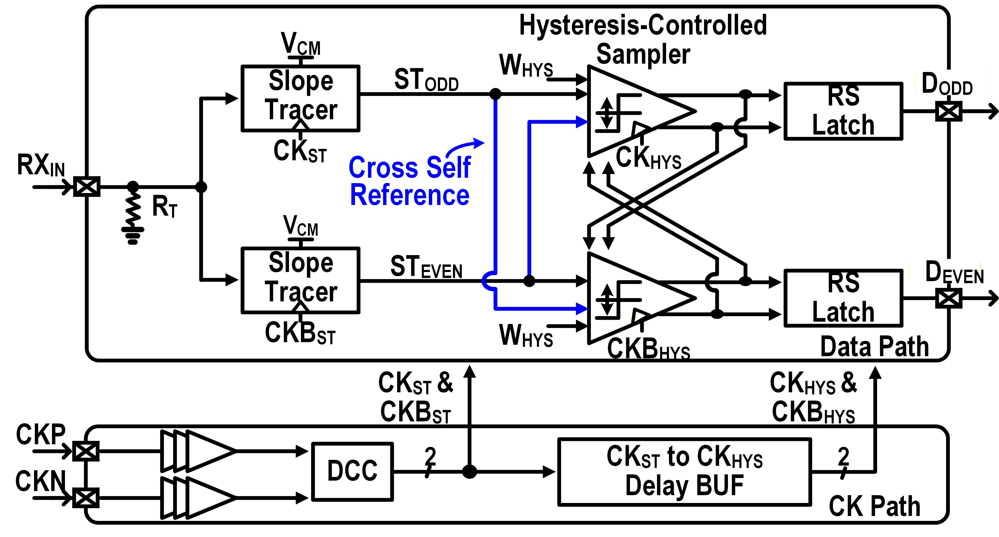 Hysteresis-Controlled
Sampler
VCM
Slope
Tracer
CKST
STODD
WHYS
CKHYS
RS
Latch
DODD
RXIN
RT
Cross Self
Reference
VCM
Slope
Tracer
CKBST
STEVEN
WHYS
CKBHYS
RS
Latch
DEVEN
Data Path
CKST &
CKBST
CKHYS &
CKBHYS
CKP
CKN
DCC
2
CKST to CKHYS
Delay BUF
2
CK Path